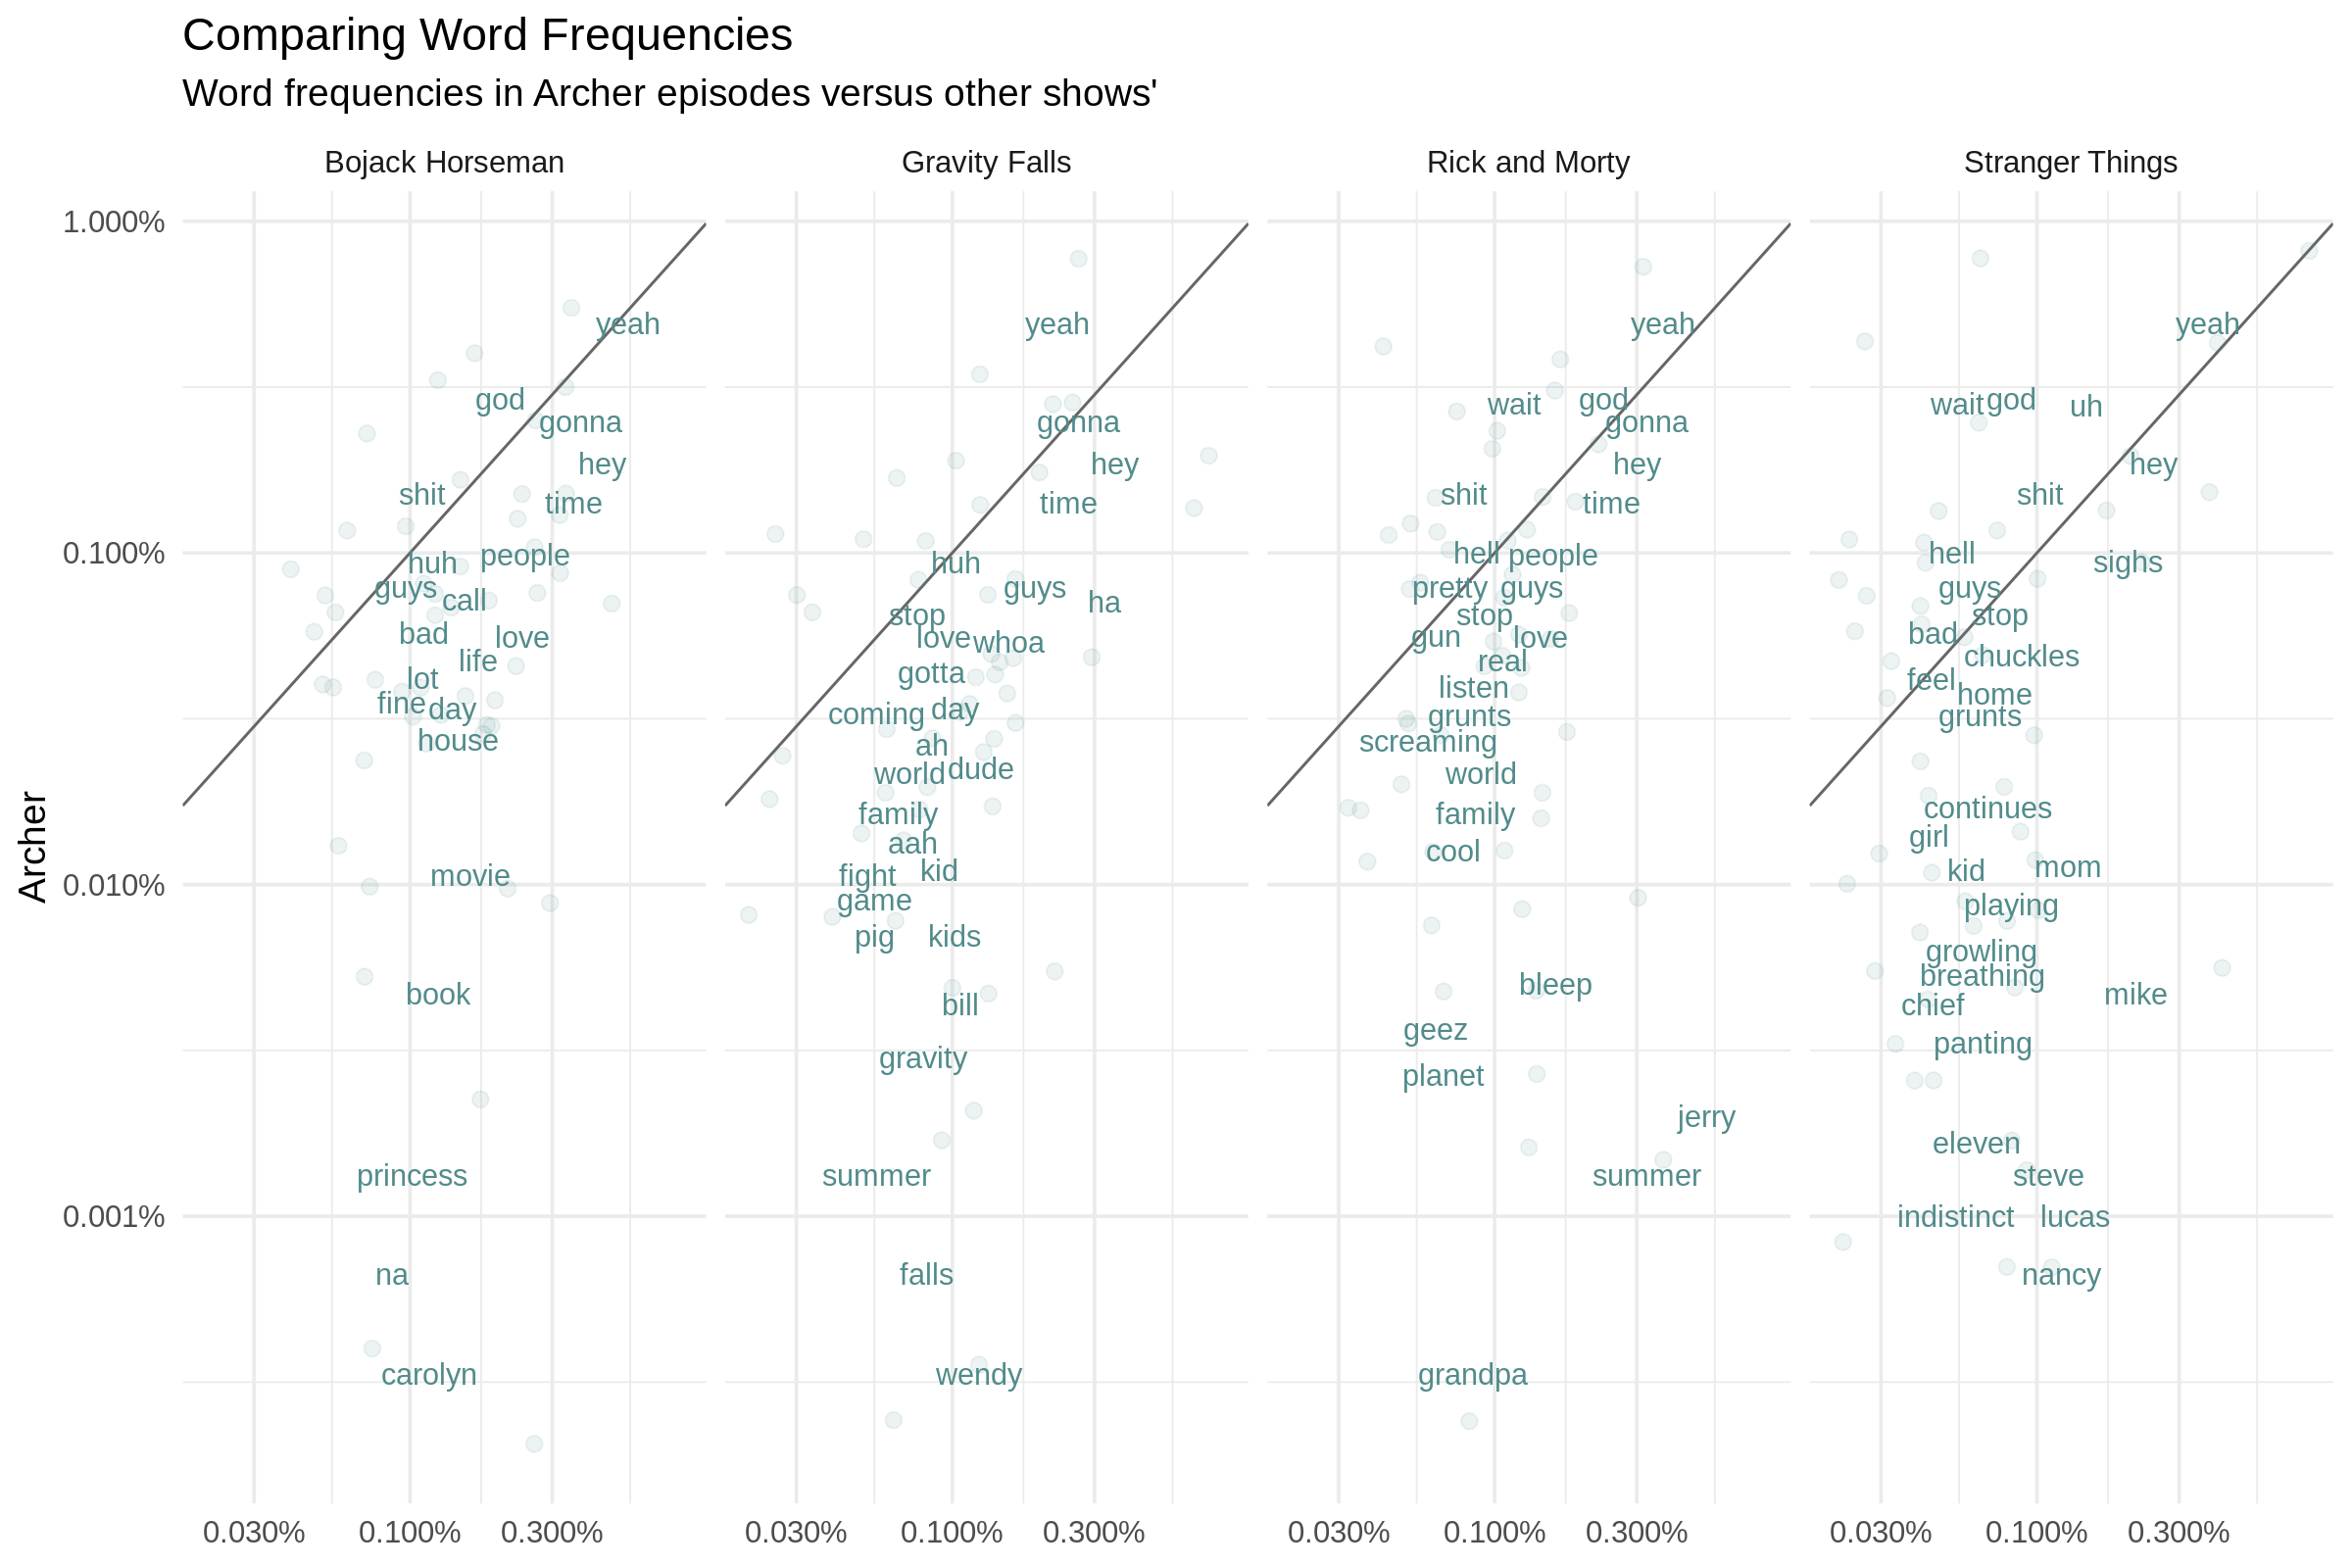 Comparing Word Frequencies
Word frequencies in Archer episodes versus other shows'
Bojack Horseman
Gravity Falls
Rick and Morty
Stranger Things
Archer
1.000%
0.100%
0.010%
0.001%
yeah
god
gonna
hey
shit
time
huh
people
guys
call
bad
love
life
lot
fine
day
house
movie
book
princess
na
carolyn
yeah
gonna
hey
time
huh
guys
ha
stop
love
whoa
gotta
coming
day
ah
world
dude
family
aah
fight
kid
game
pig
kids
bill
gravity
summer
falls
wendy
yeah
wait
god
gonna
hey
shit
time
hell
people
pretty
guys
stop
gun
love
real
listen
grunts
screaming
world
family
cool
bleep
geez
planet
jerry
summer
grandpa
yeah
wait
god
uh
hey
shit
hell
sighs
guys
stop
bad
chuckles
feel
home
grunts
continues
girl
kid
mom
playing
growling
breathing
mike
chief
panting
eleven
steve
indistinct
lucas
nancy
0.030% 0.100% 0.300%
0.030% 0.100% 0.300%
0.030% 0.100% 0.300%
0.030% 0.100% 0.300%